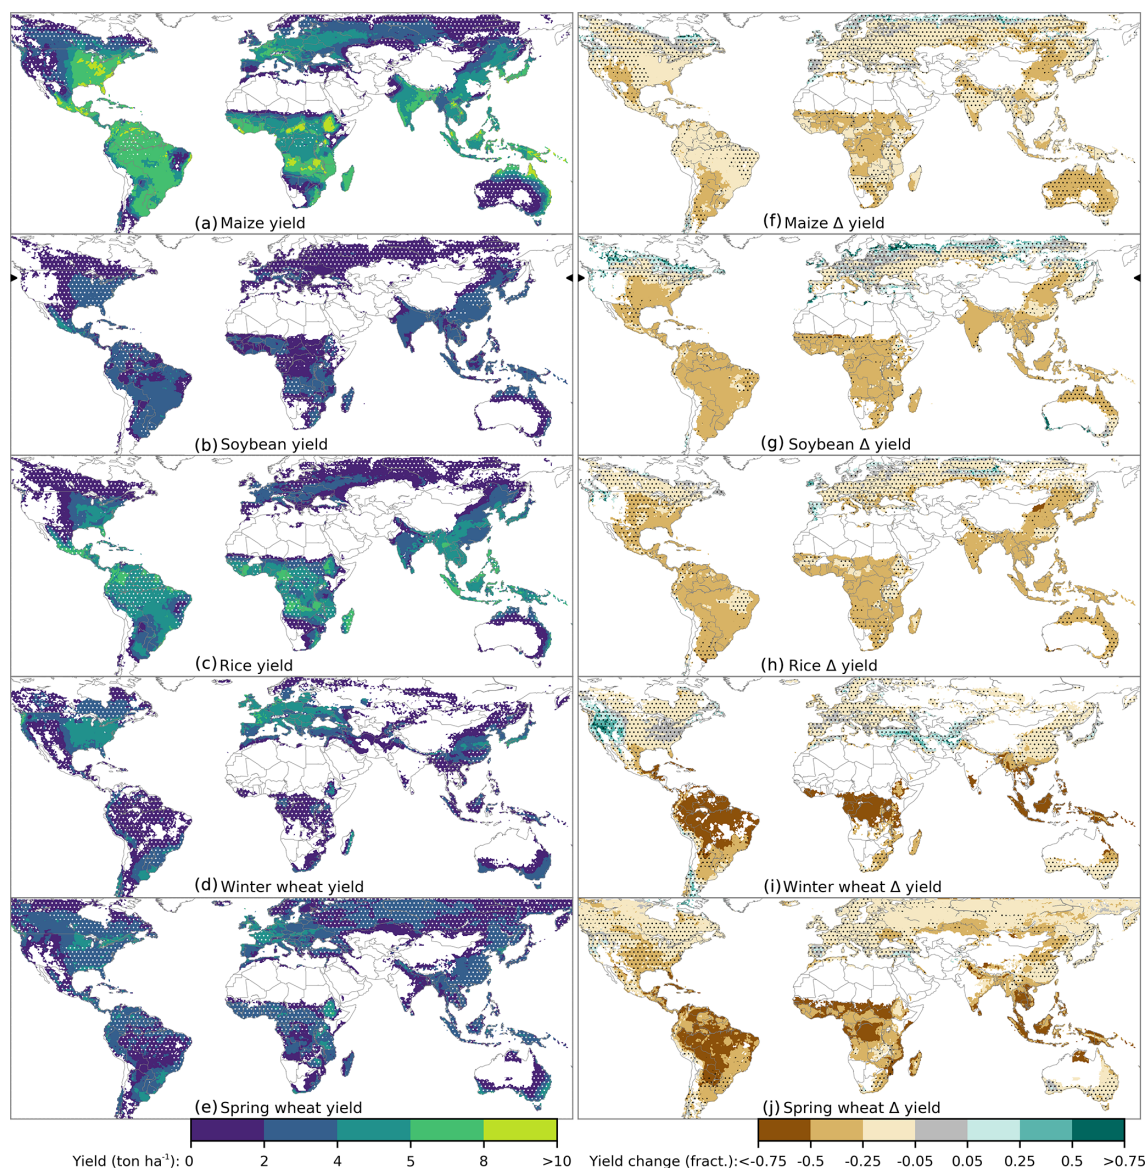 (a) Maize yield
(f) Maize Δ yield
(b) Soybean yield
(g) Soybean Δ yield
(c) Rice yield
(h) Rice Δ yield
(d) Winter wheat yield
(i) Winter wheat Δ yield
(e) Spring wheat yield
(j) Spring wheat Δ yield
Yield (ton ha⁻¹): 0 2 4 5 8 >10
Yield change (fract.): <-0.75 -0.5 -0.25 -0.05 0.05 0.25 0.5 >0.75